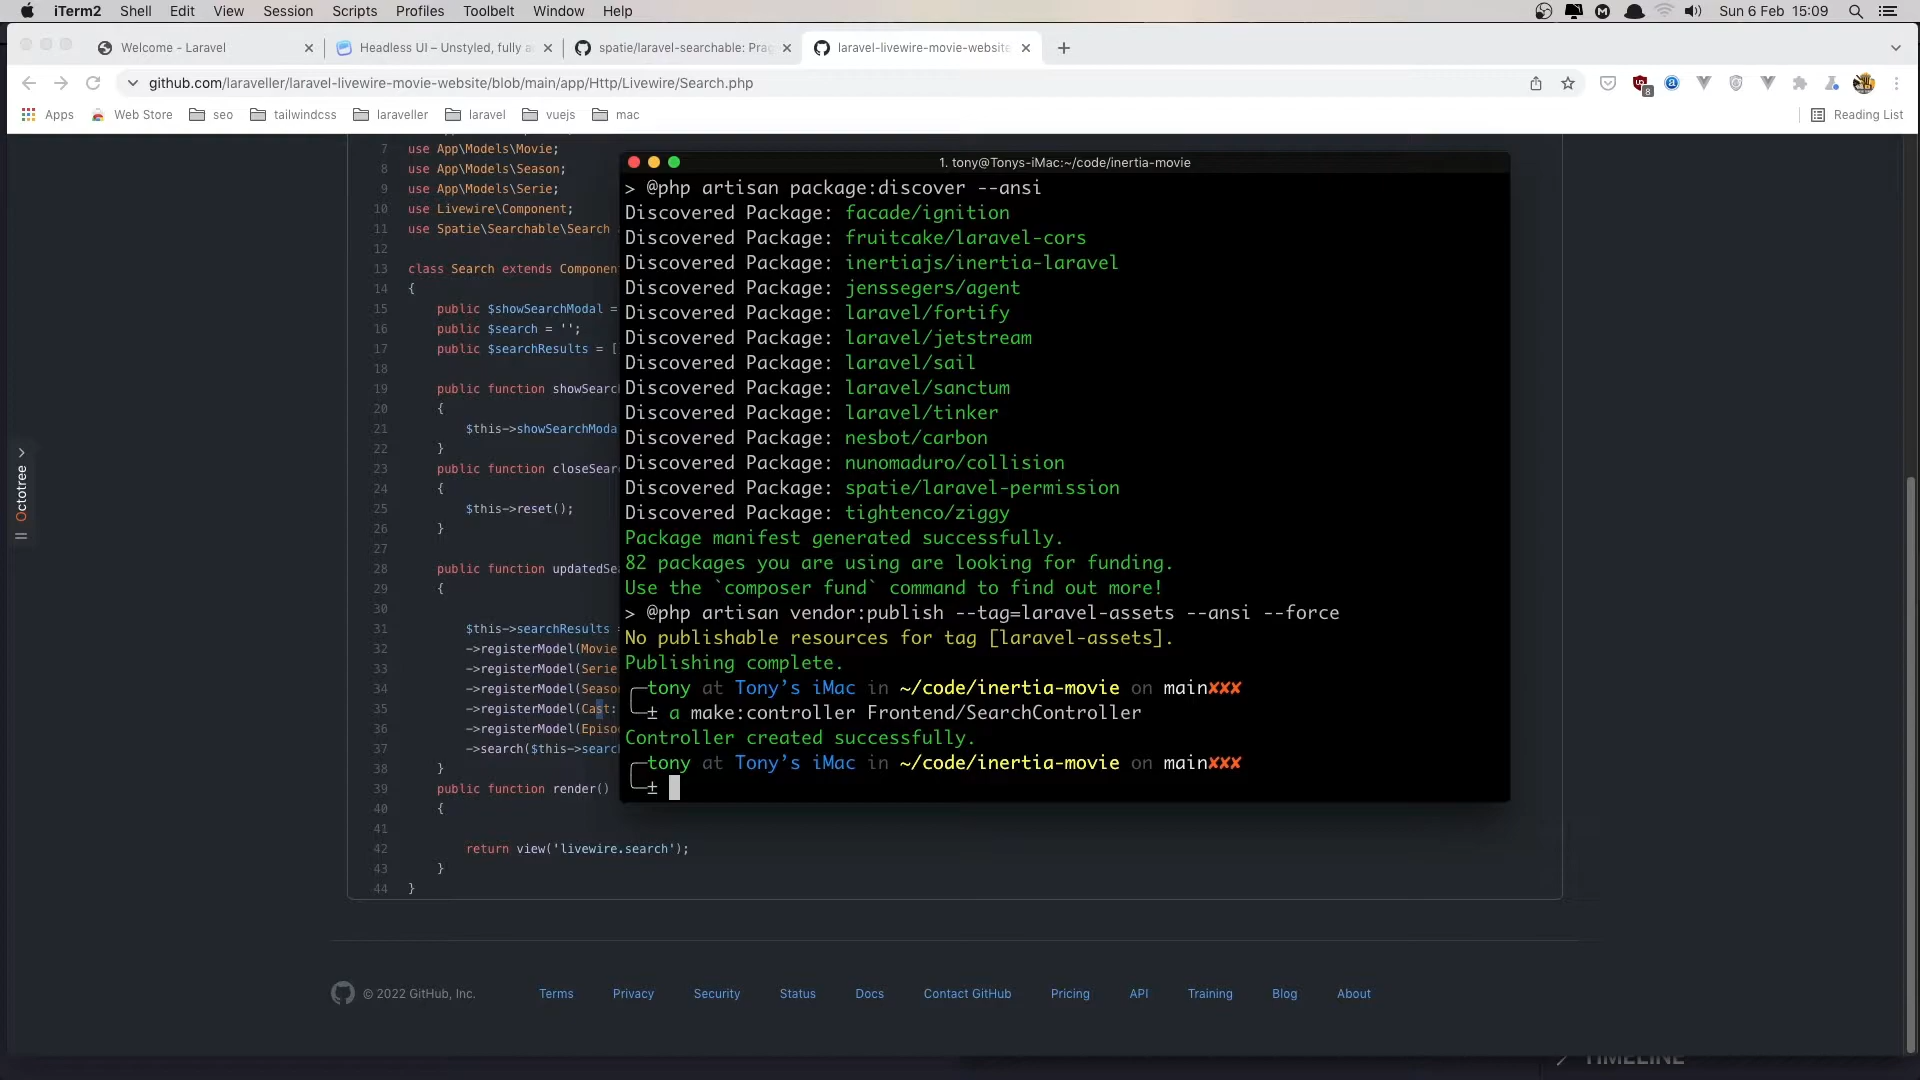 iTerm2 Shell Edit View Session Scripts Profiles Toolbelt Window Help Sun 6 Feb 15:09
Welcome - Laravel Headless UI – Unstyled, fully a spatie/laravel-searchable: Prag laravel-livewire-movie-website
github.com/laraveller/laravel-livewire-movie-website/blob/main/app/Http/Livewire/Search.php 8
Apps Web Store seo tailwindcss laraveller laravel vuejs mac Reading List
Octotree
7 use App\Models\Movie;
8 use App\Models\Season;
9 use App\Models\Serie;
10 use Livewire\Component;
11 use Spatie\Searchable\Search
12
13 class Search extends Component
14 {
15 public $showSearchModal =
16 public $search = '';
17 public $searchResults = [
18
19 public function showSearch
20 {
21 $this->showSearchModa
22 }
23 public function closeSear
24 {
25 $this->reset();
26 }
27
28 public function updatedSea
29 {
30
31 $this->searchResults =
32 ->registerModel(Movie
33 ->registerModel(Serie
34 ->registerModel(Seaso
35 ->registerModel(Cast:
36 ->registerModel(Episo
37 ->search($this->searc
38 }
39 public function render()
40 {
41
42 return view('livewire.search');
43 }
44 }
1. tony@Tonys-iMac:~/code/inertia-movie
> @php artisan package:discover --ansi
Discovered Package: facade/ignition
Discovered Package: fruitcake/laravel-cors
Discovered Package: inertiajs/inertia-laravel
Discovered Package: jenssegers/agent
Discovered Package: laravel/fortify
Discovered Package: laravel/jetstream
Discovered Package: laravel/sail
Discovered Package: laravel/sanctum
Discovered Package: laravel/tinker
Discovered Package: nesbot/carbon
Discovered Package: nunomaduro/collision
Discovered Package: spatie/laravel-permission
Discovered Package: tightenco/ziggy
Package manifest generated successfully.
82 packages you are using are looking for funding.
Use the `composer fund` command to find out more!
> @php artisan vendor:publish --tag=laravel-assets --ansi --force
No publishable resources for tag [laravel-assets].
Publishing complete.
╭─tony at Tony’s iMac in ~/code/inertia-movie on main✘✘✘
╰─± a make:controller Frontend/SearchController
Controller created successfully.
╭─tony at Tony’s iMac in ~/code/inertia-movie on main✘✘✘
╰─±
© 2022 GitHub, Inc. Terms Privacy Security Status Docs Contact GitHub Pricing API Training Blog About
TIMELINE